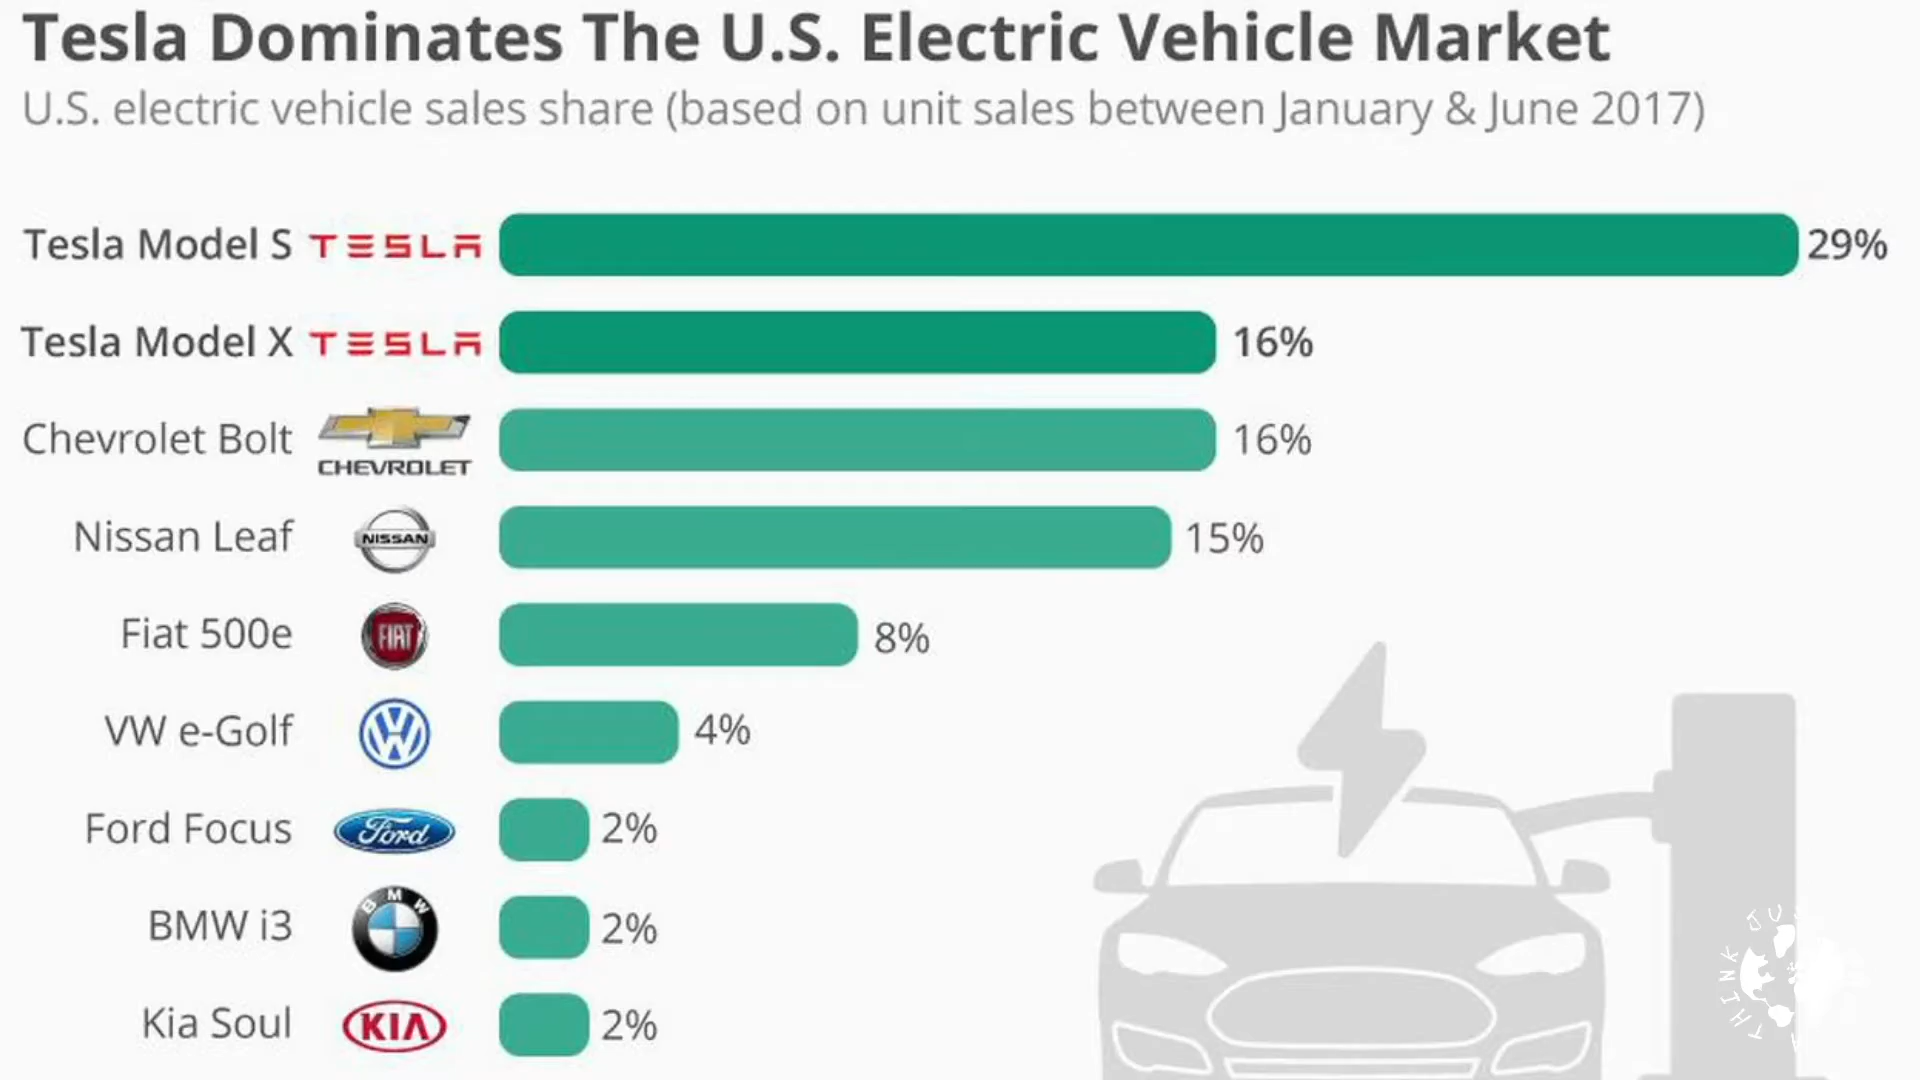 Tesla Dominates The U.S. Electric Vehicle Market
U.S. electric vehicle sales share (based on unit sales between January & June 2017)
Tesla Model S TESLA 29%
Tesla Model X TESLA 16%
Chevrolet Bolt CHEVROLET 16%
Nissan Leaf NISSAN 15%
Fiat 500e FIAT 8%
VW e-Golf VW 4%
Ford Focus Ford 2%
BMW i3 BMW 2%
Kia Soul KIA 2%
THINK